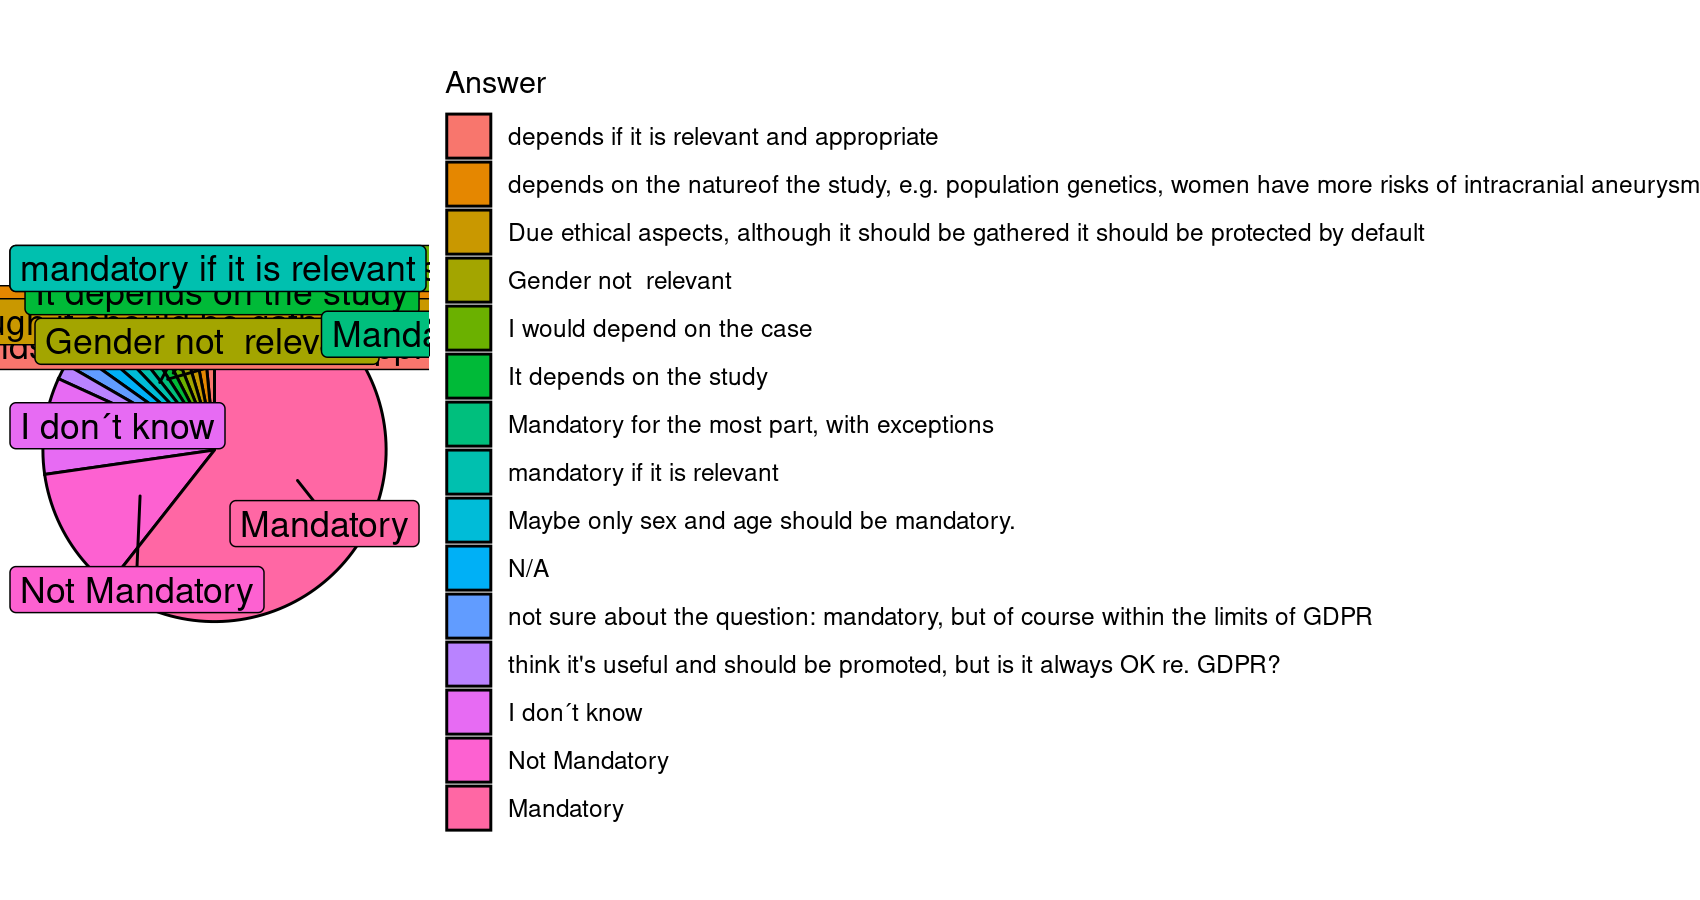 Answer
depends if it is relevant and appropriate
depends on the natureof the study, e.g. population genetics, women have more risks of intracranial aneurysm
Due ethical aspects, although it should be gathered it should be protected by default
Gender not  relevant
I would depend on the case
It depends on the study
Mandatory for the most part, with exceptions
mandatory if it is relevant
Maybe only sex and age should be mandatory.
N/A
not sure about the question: mandatory, but of course within the limits of GDPR
think it's useful and should be promoted, but is it always OK re. GDPR?
I don´t know
Not Mandatory
Mandatory
mandatory if it is relevant
It depends on the study
Gender not  relev
Manda
I don´t know
Mandatory
Not Mandatory